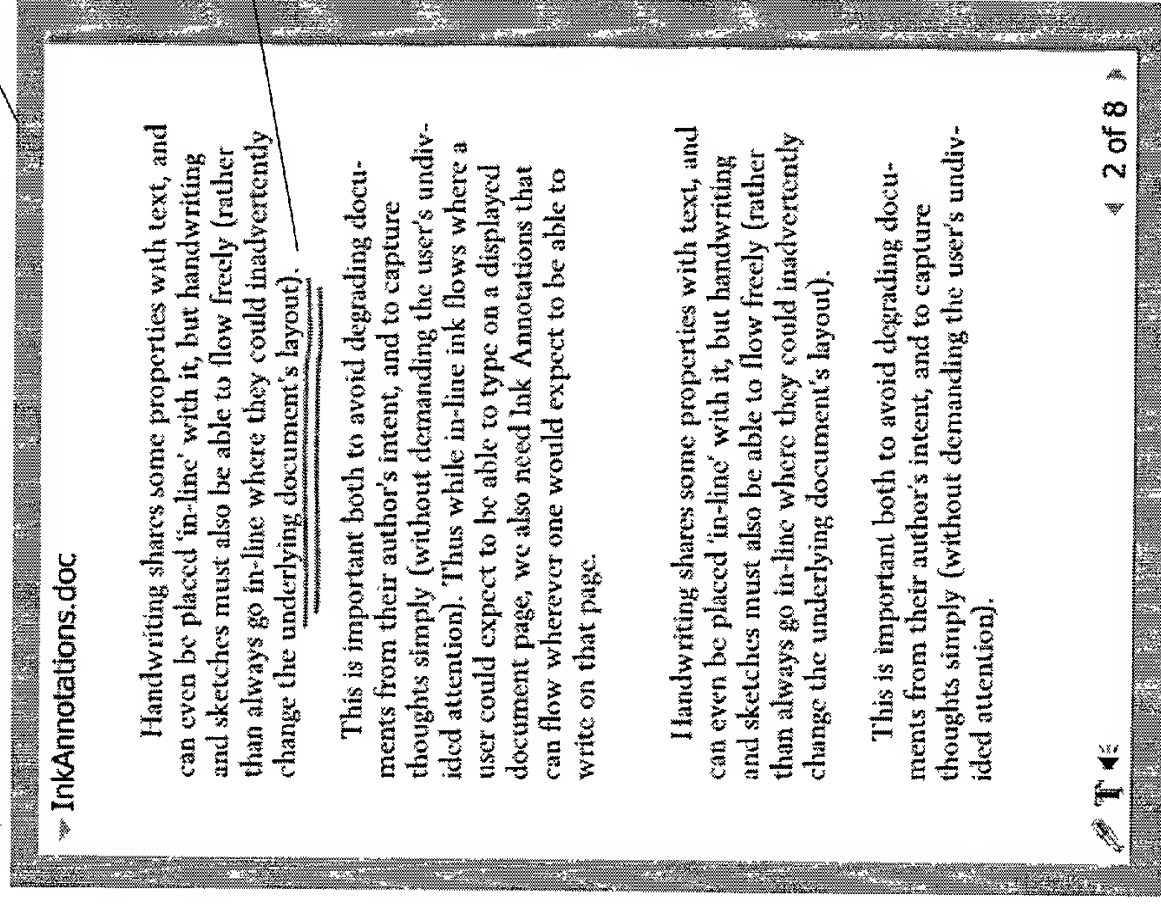 InkAnnotations.doc
Handwriting shares some properties with text, and
can even be placed 'in-line' with it, but handwriting
and sketches must also be able to flow freely (rather
than always go in-line where they could inadvertently
change the underlying document's layout).
This is important both to avoid degrading docu-
ments from their author's intent, and to capture
thoughts simply (without demanding the user's undiv-
ided attention). Thus while in-line ink flows where a
user could expect to be able to type on a displayed
document page, we also need Ink Annotations that
can flow wherever one would expect to be able to
write on that page.
Handwriting shares some properties with text, and
can even be placed 'in-line' with it, but handwriting
and sketches must also be able to flow freely (rather
than always go in-line where they could inadvertently
change the underlying document's layout).
This is important both to avoid degrading docu-
ments from their author's intent, and to capture
thoughts simply (without demanding the user's undiv-
ided attention).
T
2 of 8